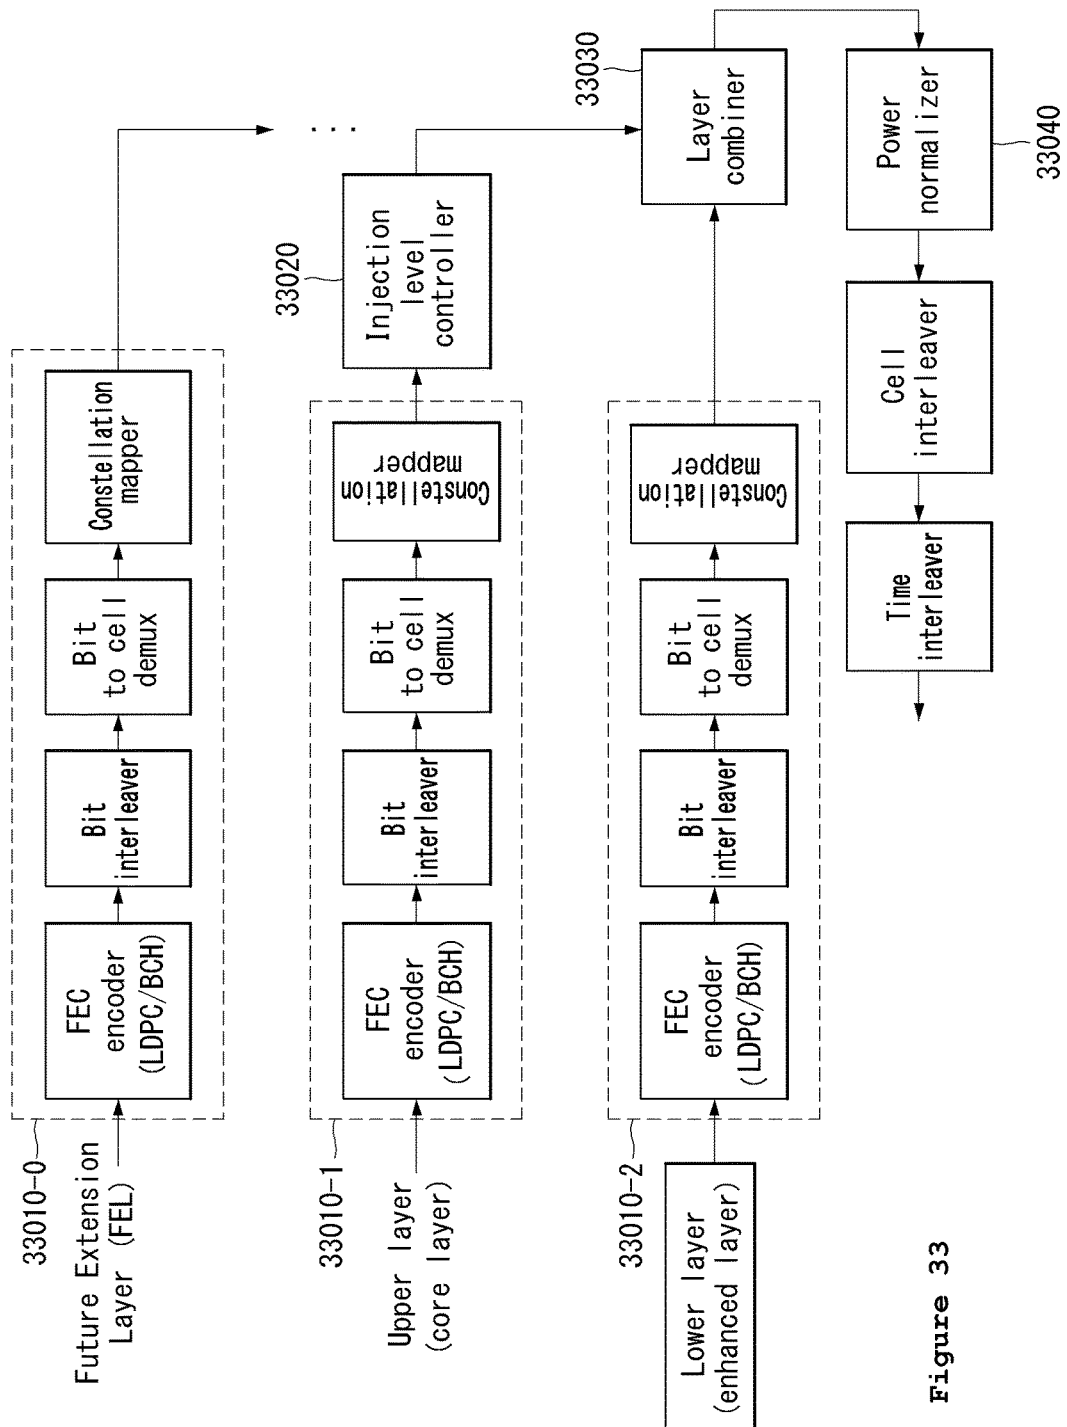 33010-0
Future Extension
Layer (FEL)
FEC
encoder
(LDPC/BCH)
Bit
interleaver
Bit
to cell
demux
Constellation
mapper
. . .
33010-1
Upper layer
(core layer)
FEC
encoder
(LDPC/BCH)
Bit
interleaver
Bit
to cell
demux
Constellation
mapper
33020
Injection
level
controller
33010-2
Lower layer
(enhanced layer)
FEC
encoder
(LDPC/BCH)
Bit
interleaver
Bit
to cell
demux
Constellation
mapper
33030
Layer
combiner
Power
normalizer
33040
Cell
interleaver
Time
interleaver
Figure 33